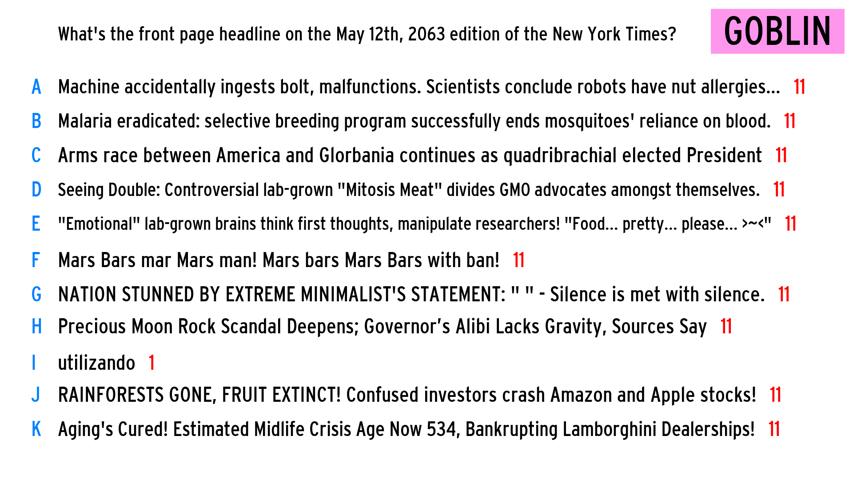 What's the front page headline on the May 12th, 2063 edition of the New York Times?
GOBLIN
A Machine accidentally ingests bolt, malfunctions. Scientists conclude robots have nut allergies... 11
B Malaria eradicated: selective breeding program successfully ends mosquitoes' reliance on blood. 11
C Arms race between America and Glorbania continues as quadribrachial elected President 11
D Seeing Double: Controversial lab-grown "Mitosis Meat" divides GMO advocates amongst themselves. 11
E "Emotional" lab-grown brains think first thoughts, manipulate researchers! "Food... pretty... please... >~<" 11
F Mars Bars mar Mars man! Mars bars Mars Bars with ban! 11
G NATION STUNNED BY EXTREME MINIMALIST'S STATEMENT: " " - Silence is met with silence. 11
H Precious Moon Rock Scandal Deepens; Governor’s Alibi Lacks Gravity, Sources Say 11
I utilizando 1
J RAINFORESTS GONE, FRUIT EXTINCT! Confused investors crash Amazon and Apple stocks! 11
K Aging's Cured! Estimated Midlife Crisis Age Now 534, Bankrupting Lamborghini Dealerships! 11